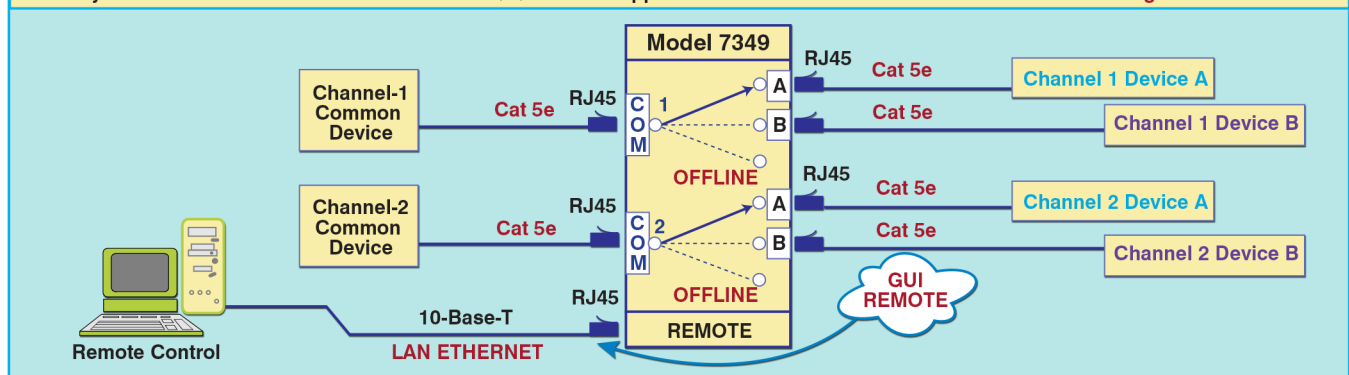 Model 7349
Channel-1
Common
Device
Cat 5e
RJ45
C
O
M
1
A
B
OFFLINE
RJ45
Cat 5e
Channel 1 Device A
Cat 5e
Channel 1 Device B
Channel-2
Common
Device
Cat 5e
RJ45
C
O
M
2
A
B
OFFLINE
RJ45
Cat 5e
Channel 2 Device A
Cat 5e
Channel 2 Device B
GUI
REMOTE
RJ45
10-Base-T
LAN ETHERNET
REMOTE
Remote Control